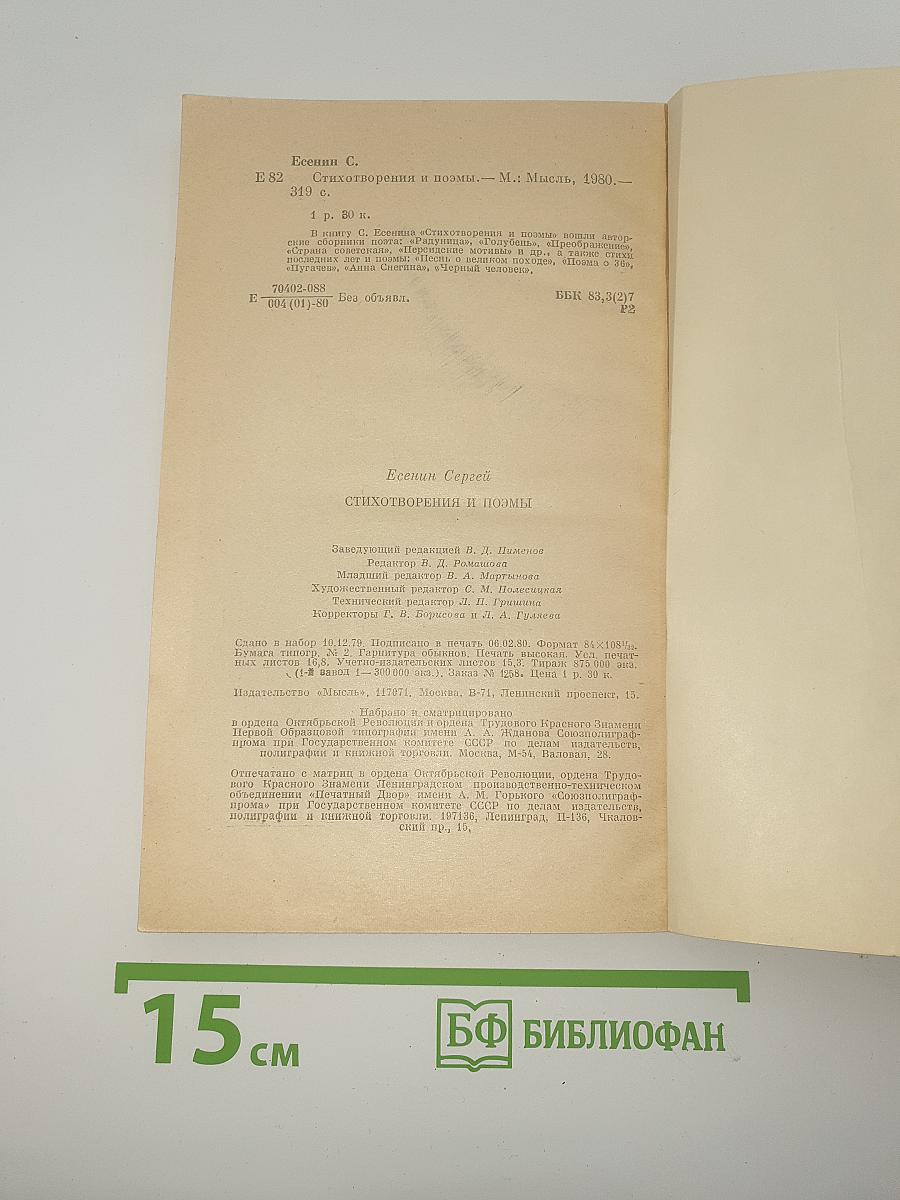 Есенин С.
Е 82 Стихотворения и поэмы.— М.: Мысль, 1980.—
319 с.
1 р. 30 к.
В книгу С. Есенина «Стихотворения и поэмы» вошли автор-
ские сборники поэта: «Радуница», «Голубень», «Преображение»,
«Страна советская», «Персидские мотивы» и др., а также стихи
последних лет и поэмы: «Песнь о великом походе», «Поэма о 36»,
«Пугачев», «Анна Снегина», «Черный человек».
70402-088
Е Без объявл. ББК 83,3(2)7
004(01)-80
Р2
Есенин Сергей
СТИХОТВОРЕНИЯ И ПОЭМЫ
Заведующий редакцией В. Д. Пименов
Редактор В. Д. Ромашова
Младший редактор В. А. Мартынова
Художественный редактор С. М. Полесицкая
Технический редактор Л. П. Гришина
Корректоры Г. В. Борисова и Л. А. Гуляева
Сдано в набор 10.12.79. Подписано в печать 06.02.80. Формат 84×108¹/₃₂.
Бумага типогр. № 2. Гарнитура обыкнов. Печать высокая. Усл. печат-
ных листов 16,8. Учетно-издательских листов 15,3. Тираж 875 000 экз.
(1-й завод 1—300 000 экз.). Заказ № 1258. Цена 1 р. 30 к.
Издательство «Мысль», 117071, Москва, В-71, Ленинский проспект, 15.
Набрано и сматрицировано
в ордена Октябрьской Революции и ордена Трудового Красного Знамени
Первой Образцовой типографии имени А. А. Жданова Союзполиграф-
прома при Государственном комитете СССР по делам издательств,
полиграфии и книжной торговли. Москва, М-54, Валовая, 28.
Отпечатано с матриц в ордена Октябрьской Революции, ордена Трудо-
вого Красного Знамени Ленинградском производственно-техническом
объединении «Печатный Двор» имени А. М. Горького «Союзполиграф-
прома» при Государственном комитете СССР по делам издательств,
полиграфии и книжной торговли. 197136, Ленинград, П-136, Чкалов-
ский пр., 15,
15 см
БФ БИБЛИОФАН